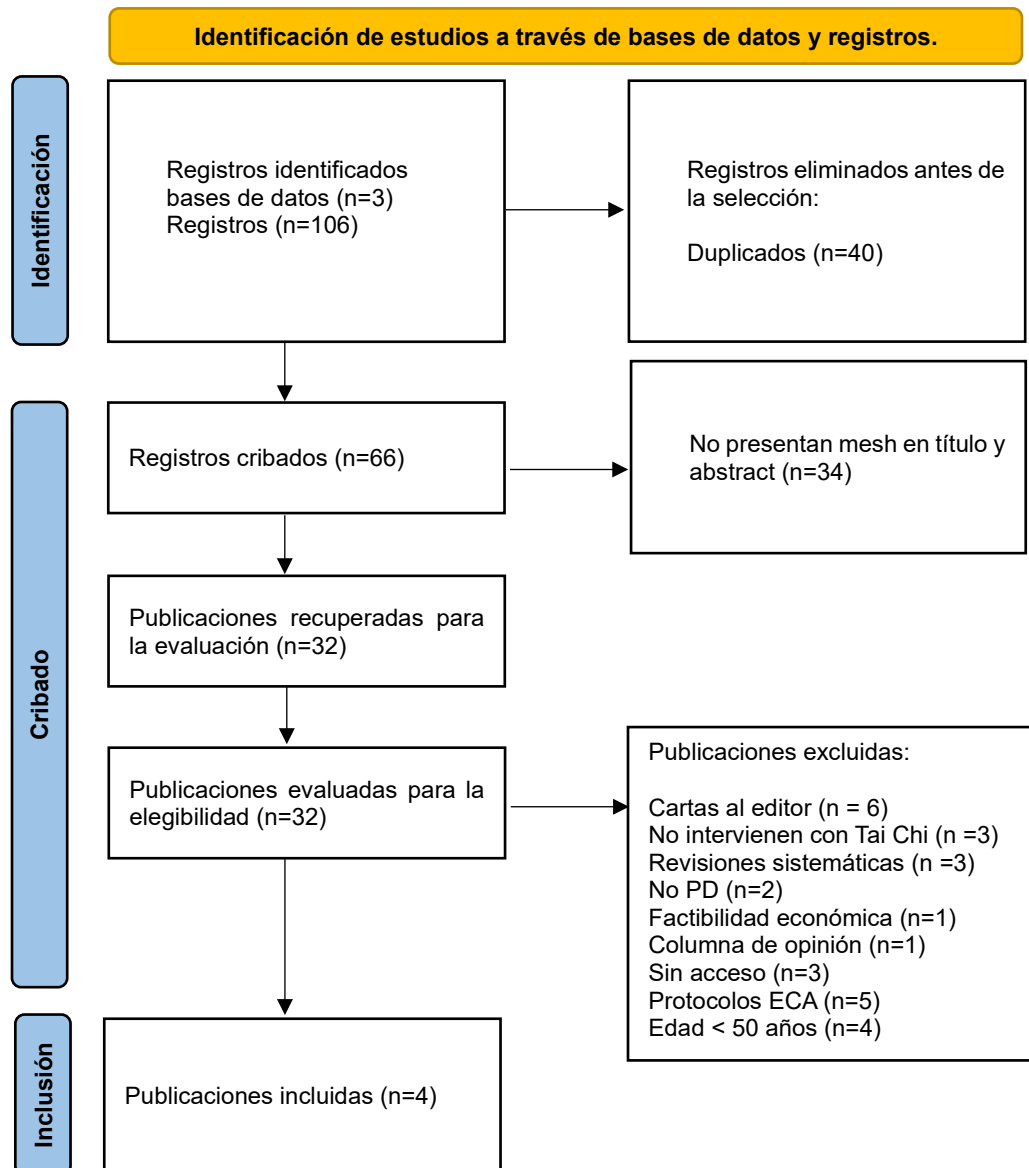 Identificación de estudios a través de bases de datos y registros.
Identificación
Registros identificados
bases de datos (n=3)
Registros (n=106)
Registros eliminados antes de
la selección:
Duplicados (n=40)
Cribado
Registros cribados (n=66)
No presentan mesh en título y
abstract (n=34)
Publicaciones recuperadas para
la evaluación (n=32)
Publicaciones evaluadas para la
elegibilidad (n=32)
Publicaciones excluidas:
Cartas al editor (n = 6)
No intervienen con Tai Chi (n =3)
Revisiones sistemáticas (n =3)
No PD (n=2)
Factibilidad económica (n=1)
Columna de opinión (n=1)
Sin acceso (n=3)
Protocolos ECA (n=5)
Edad < 50 años (n=4)
Inclusión
Publicaciones incluidas (n=4)